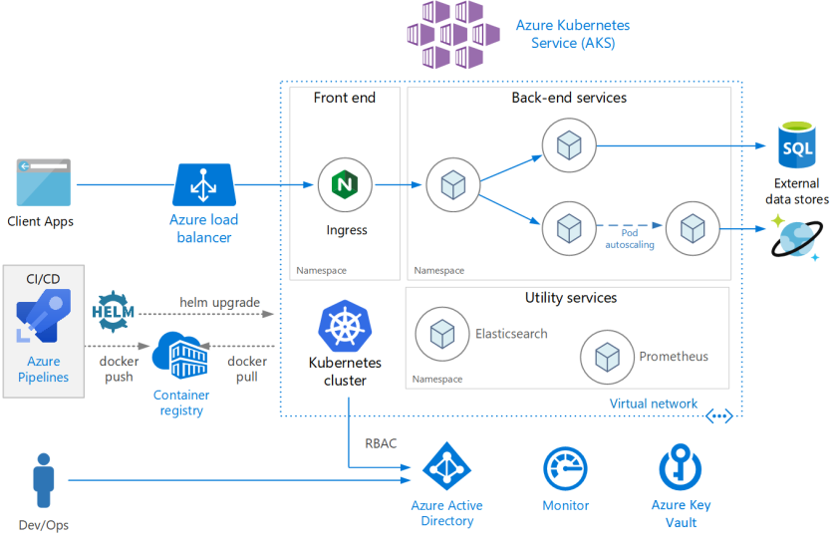 Azure Kubernetes
Service (AKS)
Front end
Back-end services
SQL
Client Apps
Azure load
balancer
Ingress
External
data stores
Pod
autoscaling
Namespace
Namespace
CI/CD
HELM
helm upgrade
Azure
Pipelines
docker
push
docker
pull
Container
registry
Kubernetes
cluster
Utility services
Elasticsearch
Prometheus
Namespace
Virtual network
RBAC
Dev/Ops
Azure Active
Directory
Monitor
Azure Key
Vault